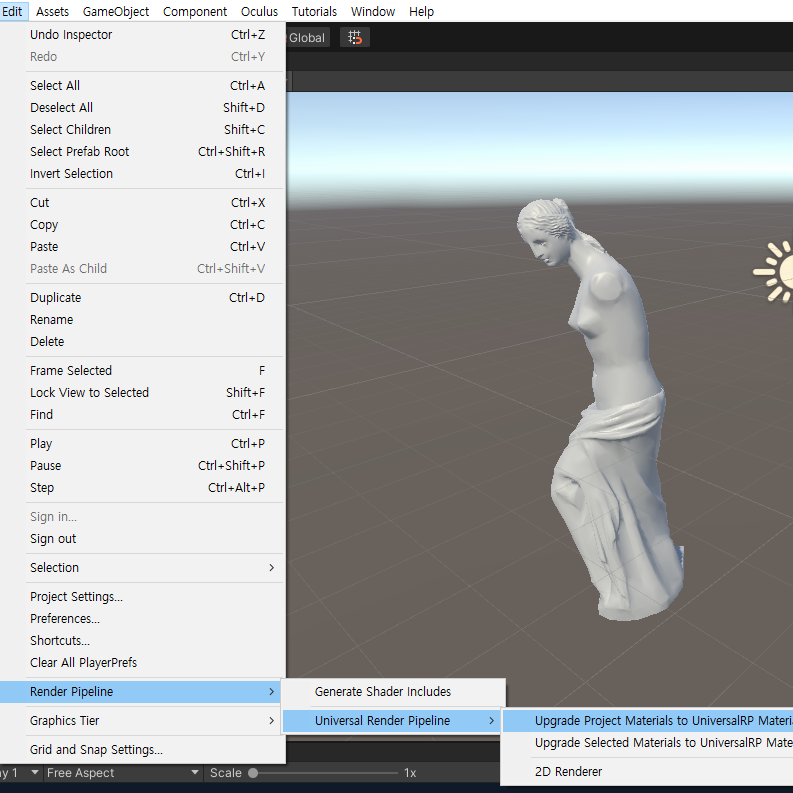 Edit Assets GameObject Component Oculus Tutorials Window Help
Global
Undo Inspector Ctrl+Z
Redo Ctrl+Y
Select All Ctrl+A
Deselect All Shift+D
Select Children Shift+C
Select Prefab Root Ctrl+Shift+R
Invert Selection Ctrl+I
Cut Ctrl+X
Copy Ctrl+C
Paste Ctrl+V
Paste As Child Ctrl+Shift+V
Duplicate Ctrl+D
Rename
Delete
Frame Selected F
Lock View to Selected Shift+F
Find Ctrl+F
Play Ctrl+P
Pause Ctrl+Shift+P
Step Ctrl+Alt+P
Sign in...
Sign out
Selection
Project Settings...
Preferences...
Shortcuts...
Clear All PlayerPrefs
Render Pipeline
Graphics Tier
Grid and Snap Settings...
Generate Shader Includes
Universal Render Pipeline
Upgrade Project Materials to UniversalRP Materi
Upgrade Selected Materials to UniversalRP Mate
2D Renderer
ay 1 Free Aspect Scale 1x